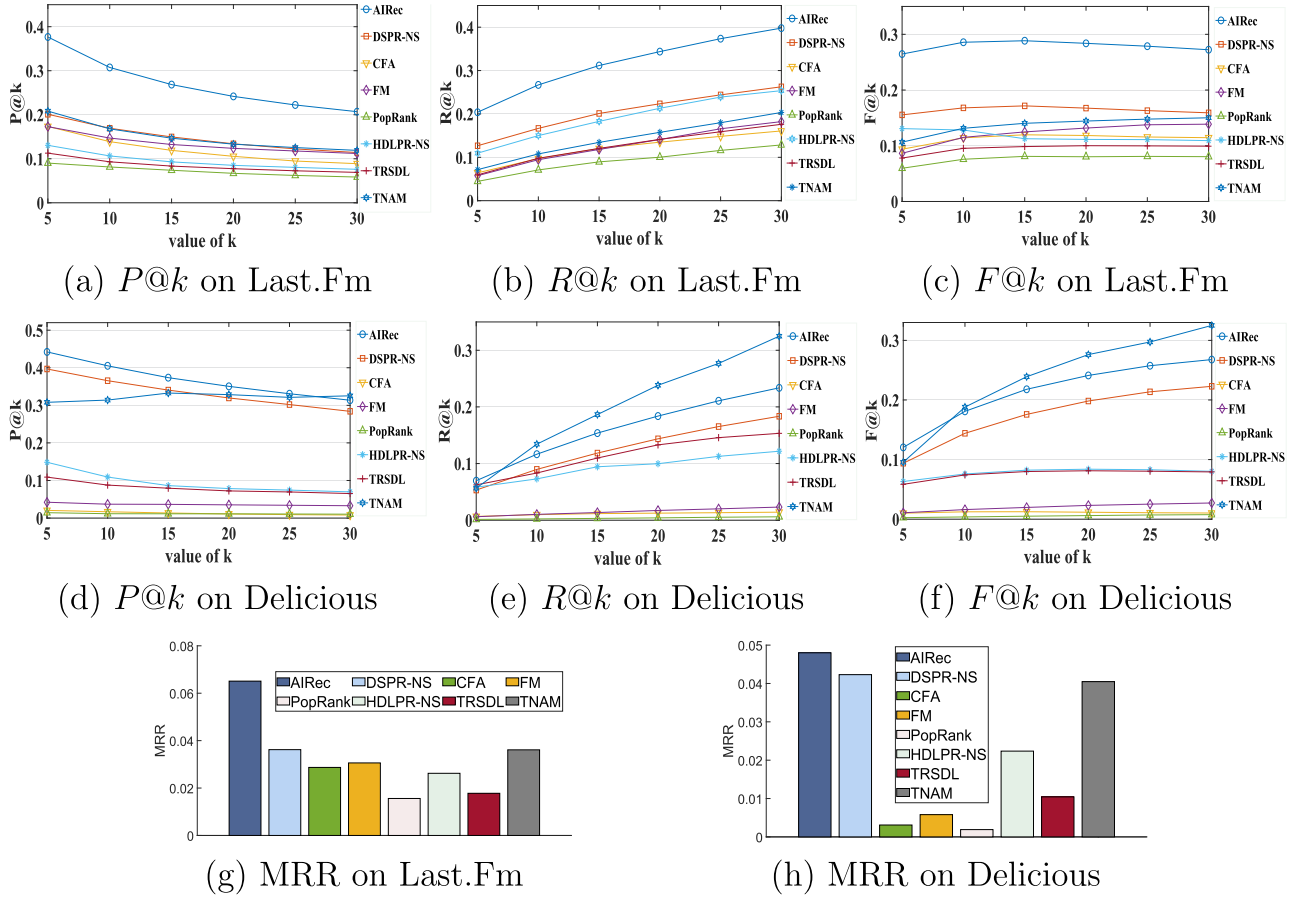 P@k
0.4
0.3
0.2
0.1
0
5 10 15 20 25 30
value of k
AIRec
DSPR-NS
CFA
FM
PopRank
HDLPR-NS
TRSDL
TNAM
(a) P@k on Last.Fm
R@k
0.4
0.3
0.2
0.1
0
5 10 15 20 25 30
value of k
AIRec
DSPR-NS
CFA
FM
PopRank
HDLPR-NS
TRSDL
TNAM
(b) R@k on Last.Fm
F@k
0.3
0.2
0.1
0
5 10 15 20 25 30
value of k
AIRec
DSPR-NS
CFA
FM
PopRank
HDLPR-NS
TRSDL
TNAM
(c) F@k on Last.Fm
P@k
0.5
0.4
0.3
0.2
0.1
0
5 10 15 20 25 30
value of k
AIRec
DSPR-NS
CFA
FM
PopRank
HDLPR-NS
TRSDL
TNAM
(d) P@k on Delicious
R@k
0.3
0.2
0.1
0
5 10 15 20 25 30
value of k
AIRec
DSPR-NS
CFA
FM
PopRank
HDLPR-NS
TRSDL
TNAM
(e) R@k on Delicious
F@k
0.3
0.2
0.1
0
5 10 15 20 25 30
value of k
AIRec
DSPR-NS
CFA
FM
PopRank
HDLPR-NS
TRSDL
TNAM
(f) F@k on Delicious
MRR
0.08
0.06
0.04
0.02
0
AIRec DSPR-NS CFA FM
PopRank HDLPR-NS TRSDL TNAM
(g) MRR on Last.Fm
MRR
0.05
0.04
0.03
0.02
0.01
0
AIRec
DSPR-NS
CFA
FM
PopRank
HDLPR-NS
TRSDL
TNAM
(h) MRR on Delicious